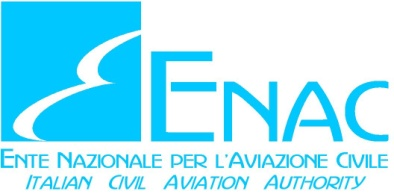 ENAC
ENTE NAZIONALE PER L'AVIAZIONE CIVILE
ITALIAN CIVIL AVIATION AUTHORITY